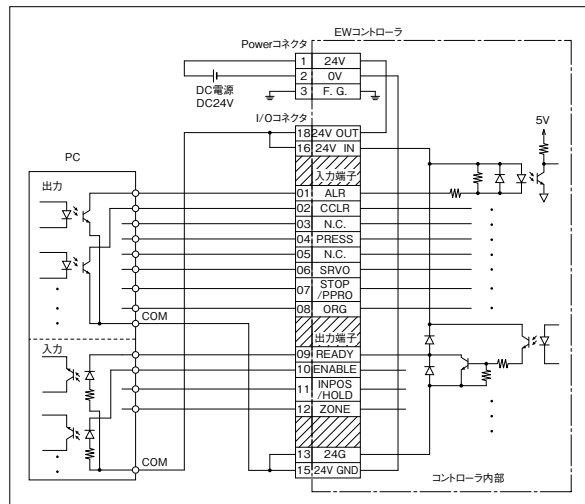 EWコントローラ
Powerコネクタ
1 24V
2 0V
3 F. G.
DC電源
DC24V
I/Oコネクタ
18 24V OUT
16 24V IN
5V
PC
入力端子
出力
01 ALR
02 CCLR
03 N.C.
04 PRESS
05 N.C.
06 SRVO
07 STOP
/PPRO
08 ORG
COM
出力端子
入力
09 READY
10 ENABLE
11 INPOS
/HOLD
12 ZONE
COM
13 24G
15 24V GND
コントローラ内部